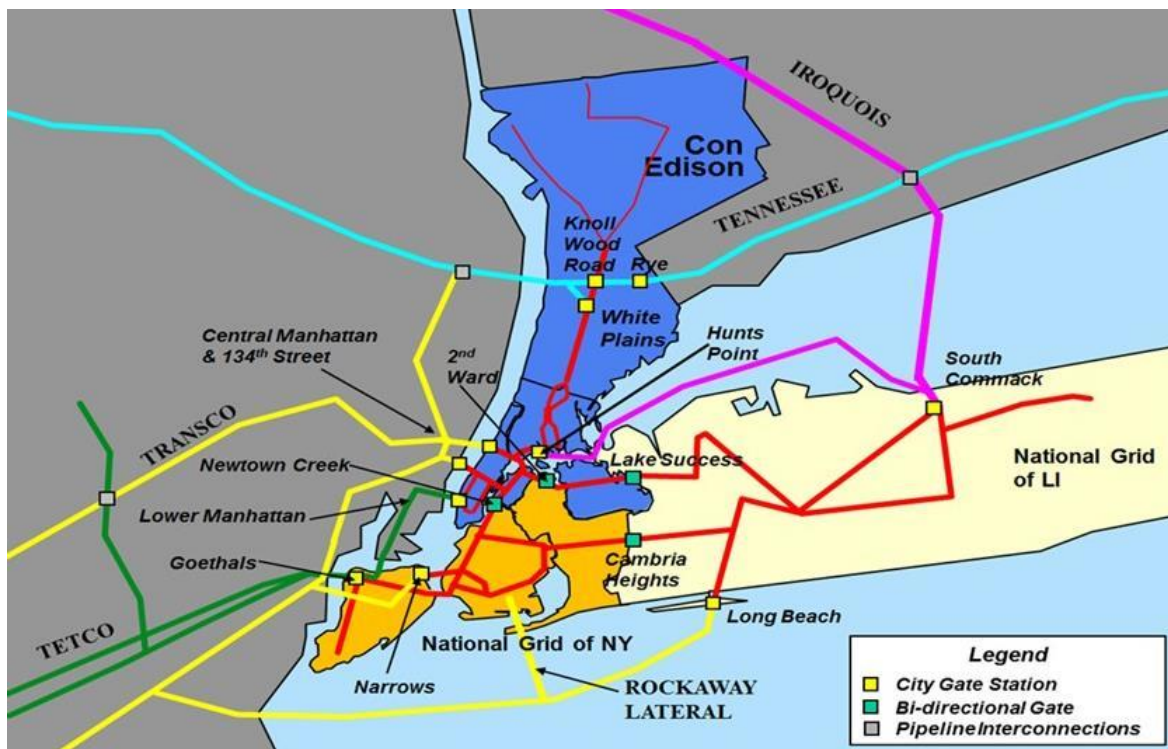 IROQUOIS
Con
Edison
TENNESSEE
Knoll
Wood
Road
Rye
White
Plains
Central Manhattan
& 134th Street
2nd
Ward
Hunts
Point
South
Commack
TRANSCO
Newtown Creek
Lake Success
National Grid
of LI
Lower Manhattan
Goethals
Cambria
Heights
Long Beach
TETCO
National Grid of NY
Narrows
ROCKAWAY
LATERAL
Legend
City Gate Station
Bi-directional Gate
Pipeline Interconnections